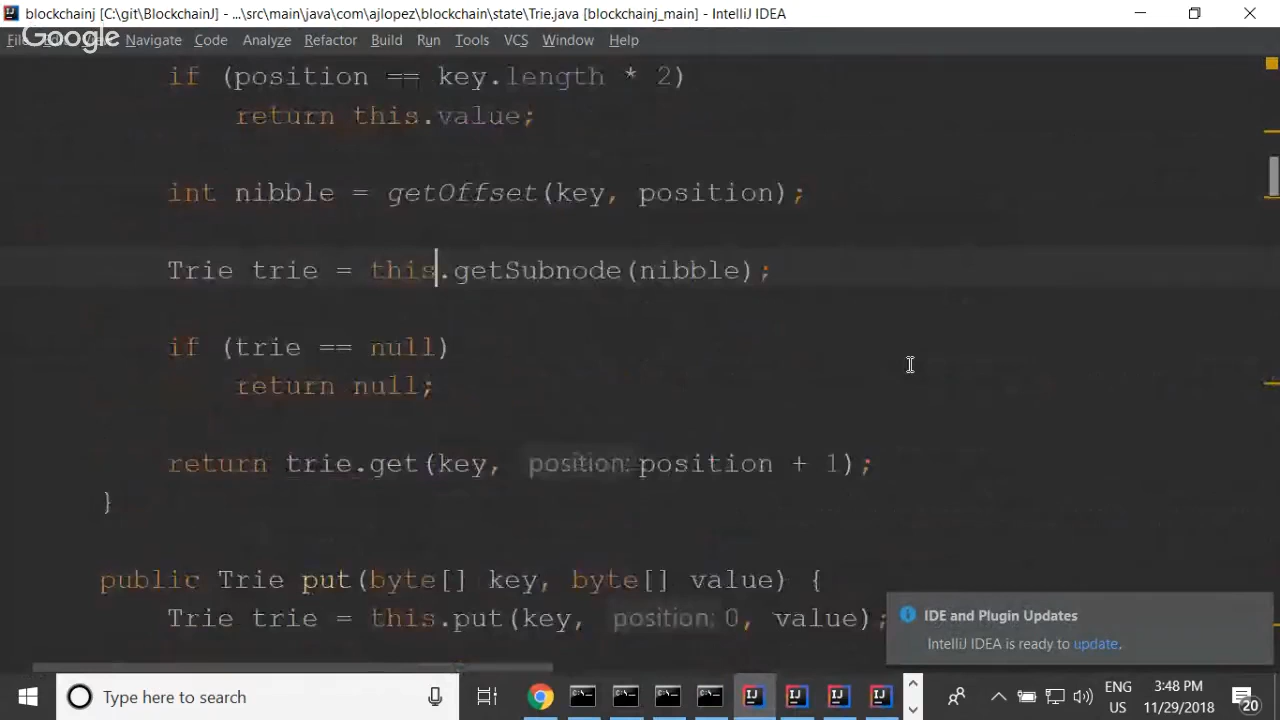 blockchainj [C:\git\BlockchainJ] - ...\src\main\java\com\ajlopez\blockchain\state\Trie.java [blockchainj_main] - IntelliJ IDEA
Google
Navigate Code Analyze Refactor Build Run Tools VCS Window Help
if (position == key.length * 2)
return this.value;
int nibble = getOffset(key, position);
Trie trie = this.getSubnode(nibble);
if (trie == null)
return null;
return trie.get(key, position: position + 1);
}
public Trie put(byte[] key, byte[] value) {
Trie trie = this.put(key, position: 0, value);
IDE and Plugin Updates
IntelliJ IDEA is ready to update.
Type here to search
ENG
US
3:48 PM
11/29/2018
20